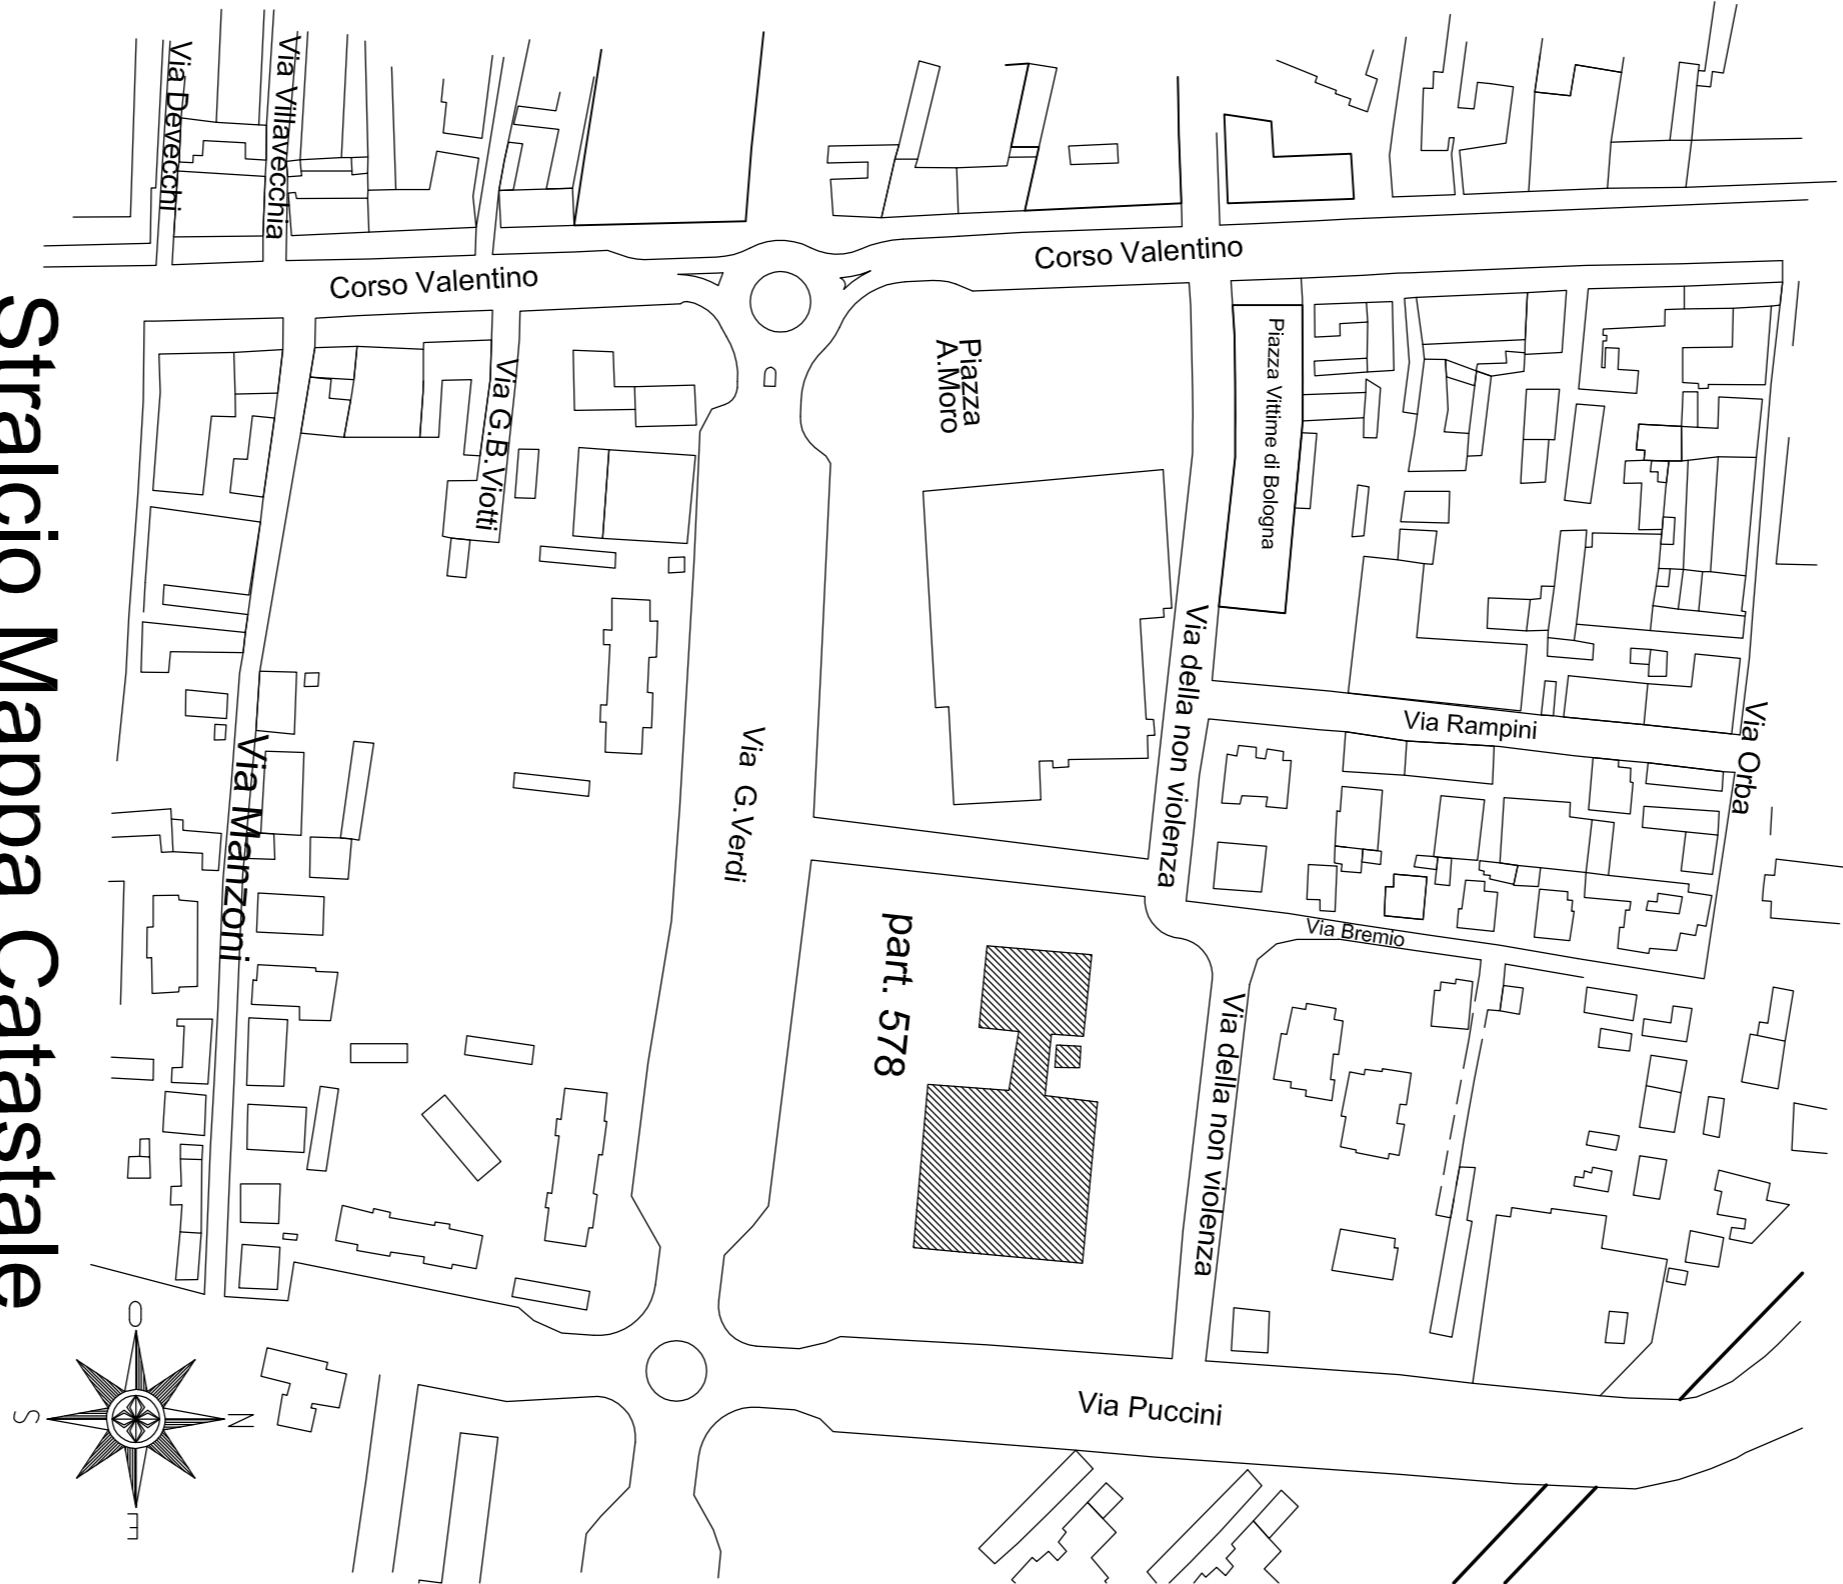 Via Devecchi
Via Villavecchia
Corso Valentino
Corso Valentino
Via G.B.Viotti
Piazza
A.Moro
Piazza Vittime di Bologna
Via della non violenza
Via Rampini
Via Orba
Via G.Verdi
Via Manzoni
Via Bremio
part. 578
Via della non violenza
Via Puccini
Stralcio Mappa Catastale
O
S
N
E